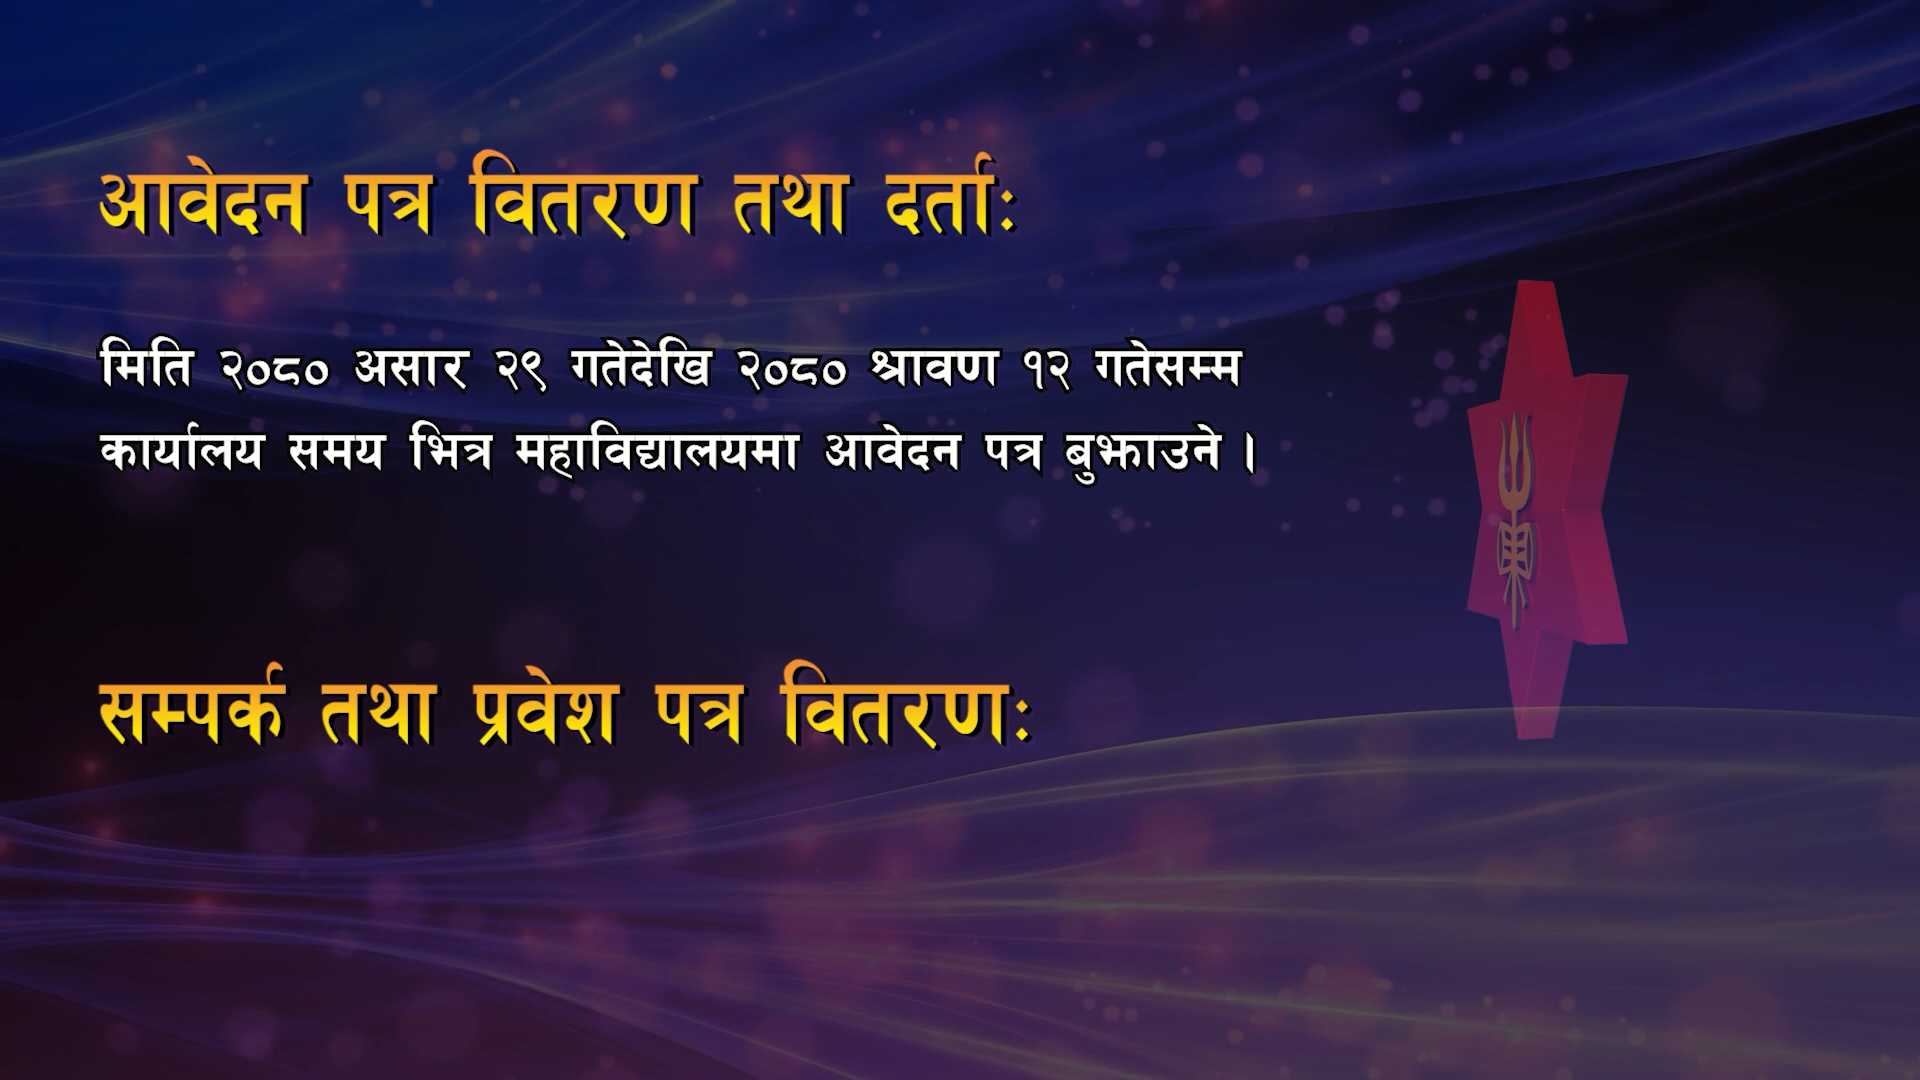 आवेदन पत्र वितरण तथा दर्ताः
मिति २०८० असार २९ गतेदेखि २०८० श्रावण १२ गतेसम्म
कार्यालय समय भित्र महाविद्यालयमा आवेदन पत्र बुझाउने ।
सम्पर्क तथा प्रवेश पत्र वितरणः